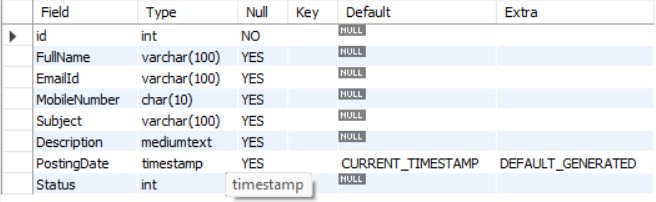 Field Type Null Key Default Extra
id int NO NULL
FullName varchar(100) YES NULL
EmailId varchar(100) YES NULL
MobileNumber char(10) YES NULL
Subject varchar(100) YES NULL
Description mediumtext YES NULL
PostingDate timestamp YES CURRENT_TIMESTAMP DEFAULT_GENERATED
Status int timestamp NULL